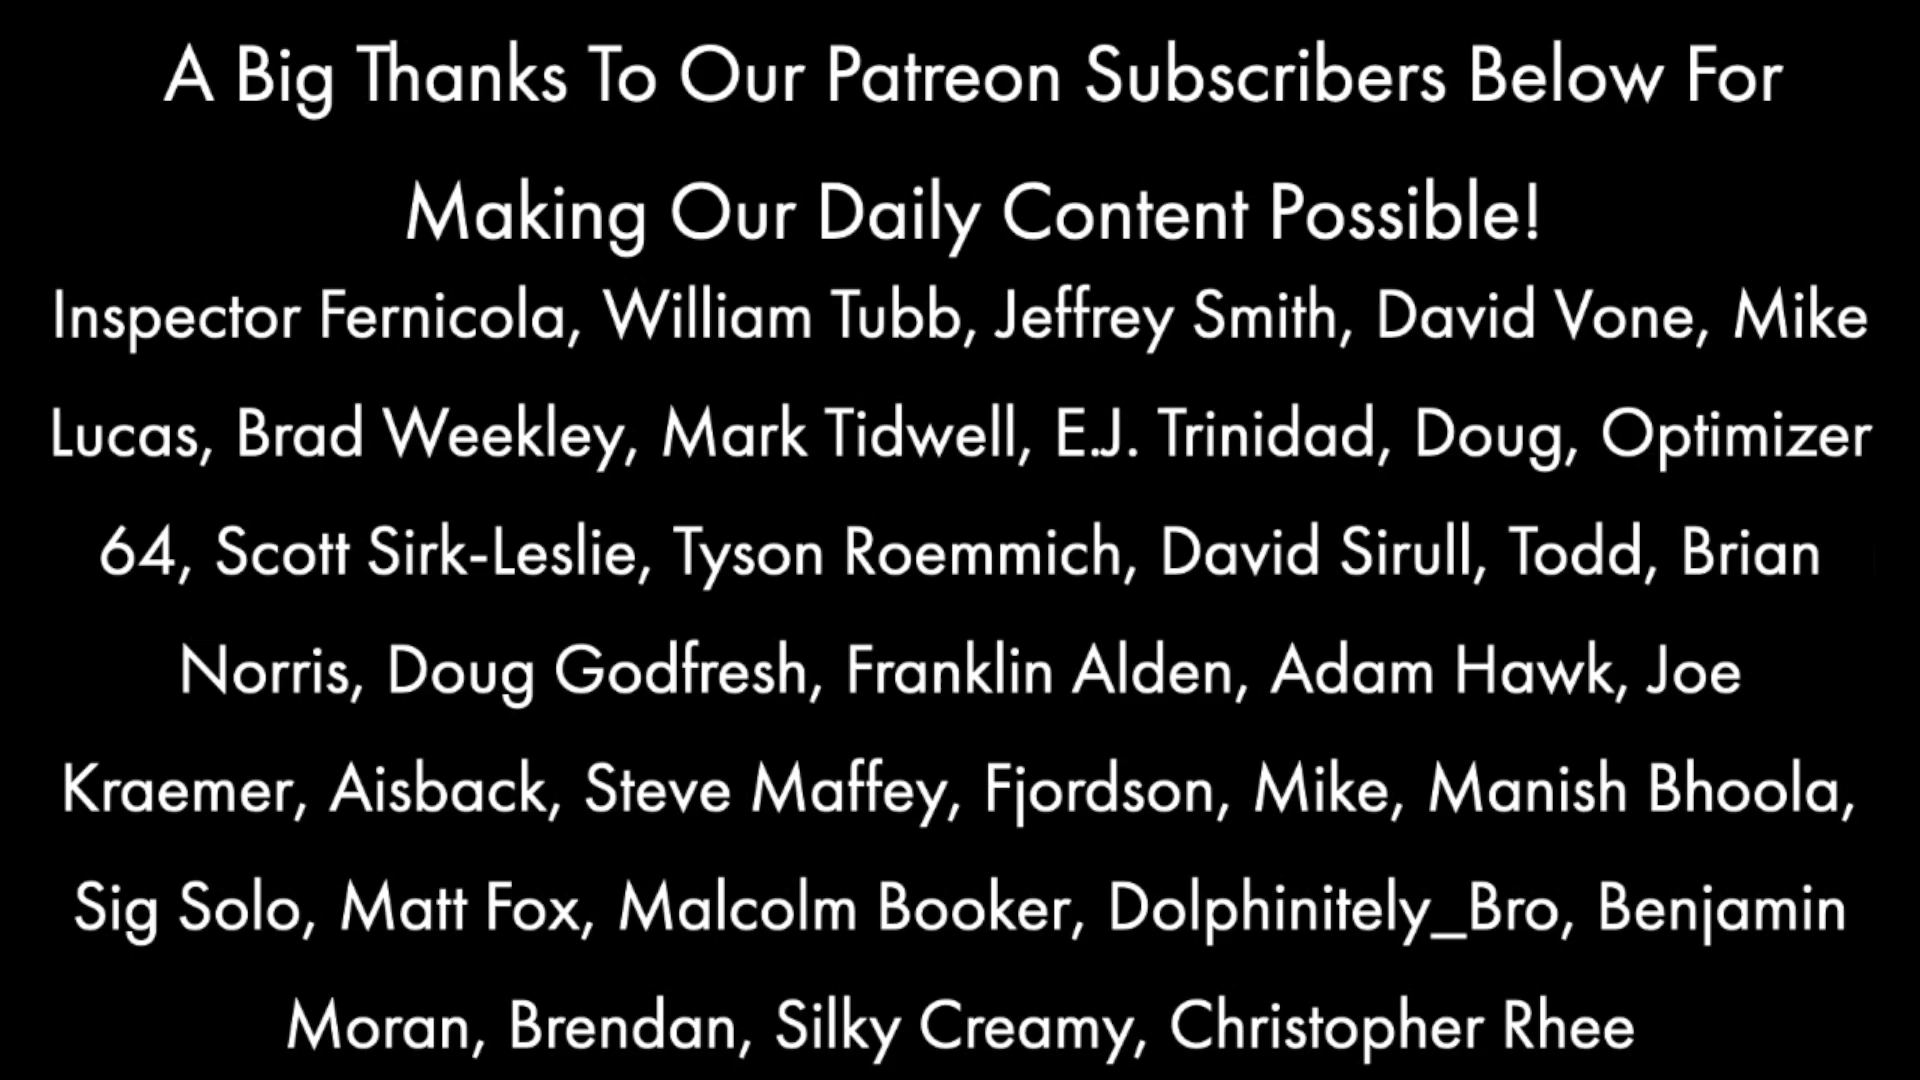 A Big Thanks To Our Patreon Subscribers Below For
Making Our Daily Content Possible!
Inspector Fernicola, William Tubb, Jeffrey Smith, David Vone, Mike
Lucas, Brad Weekley, Mark Tidwell, E.J. Trinidad, Doug, Optimizer
64, Scott Sirk-Leslie, Tyson Roemmich, David Sirull, Todd, Brian
Norris, Doug Godfresh, Franklin Alden, Adam Hawk, Joe
Kraemer, Aisback, Steve Maffey, Fjordson, Mike, Manish Bhoola,
Sig Solo, Matt Fox, Malcolm Booker, Dolphinitely_Bro, Benjamin
Moran, Brendan, Silky Creamy, Christopher Rhee